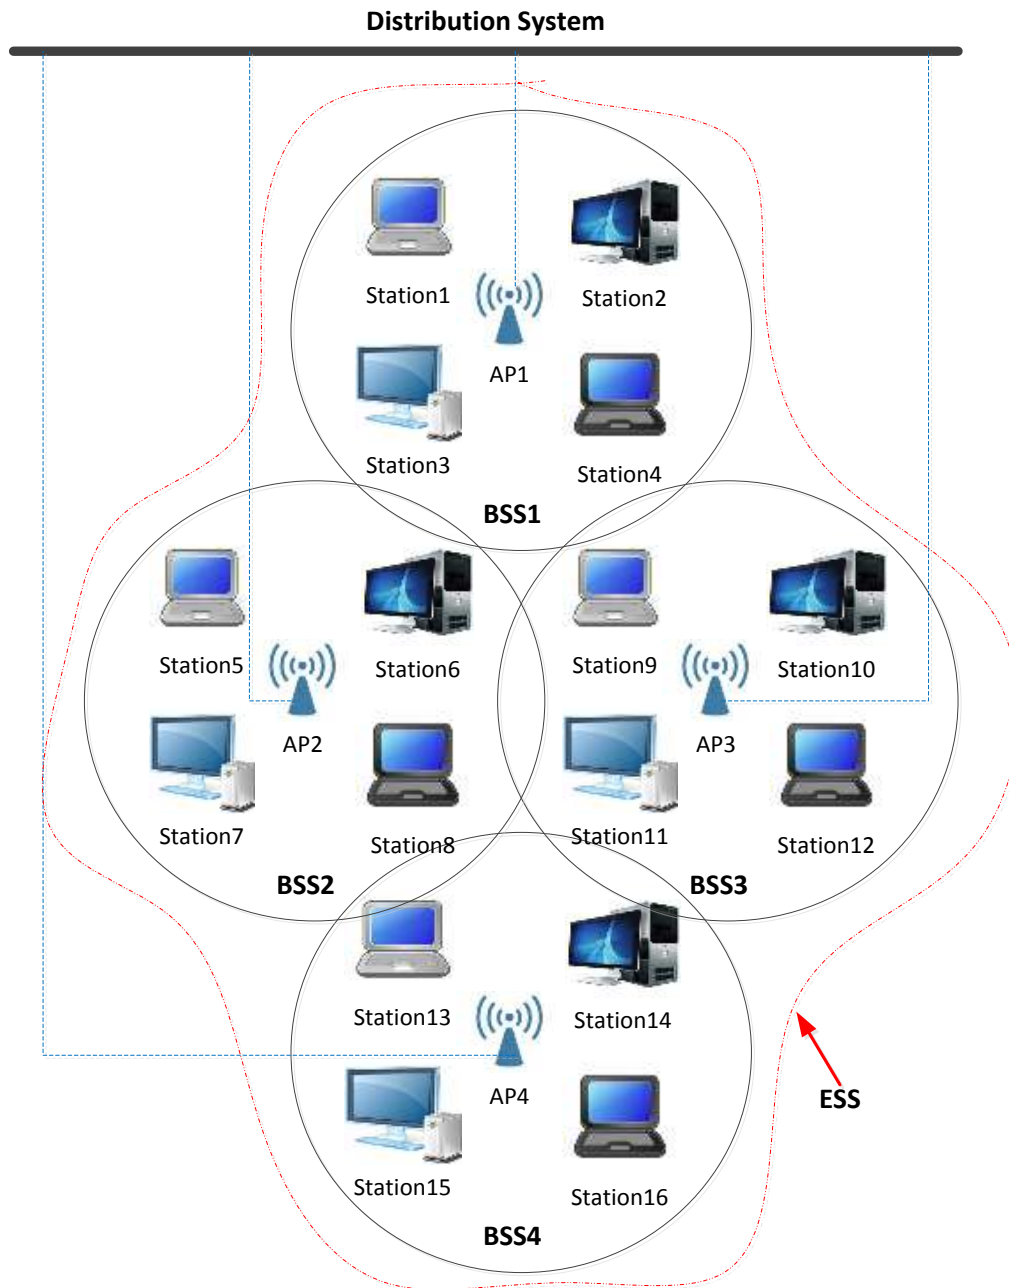 Distribution System
Station1
Station2
AP1
Station3
Station4
BSS1
Station5
Station6
Station9
Station10
AP2
AP3
Station7
Station8
Station11
Station12
BSS2
BSS3
Station13
Station14
AP4
ESS
Station15
Station16
BSS4